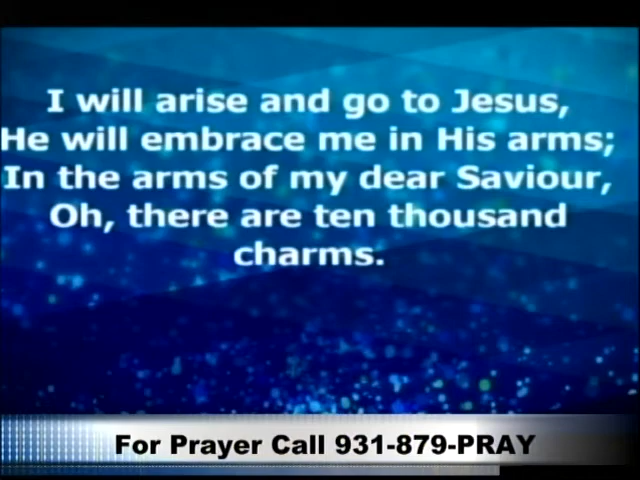 I will arise and go to Jesus,
He will embrace me in His arms;
In the arms of my dear Saviour,
Oh, there are ten thousand
charms.
For Prayer Call 931-879-PRAY